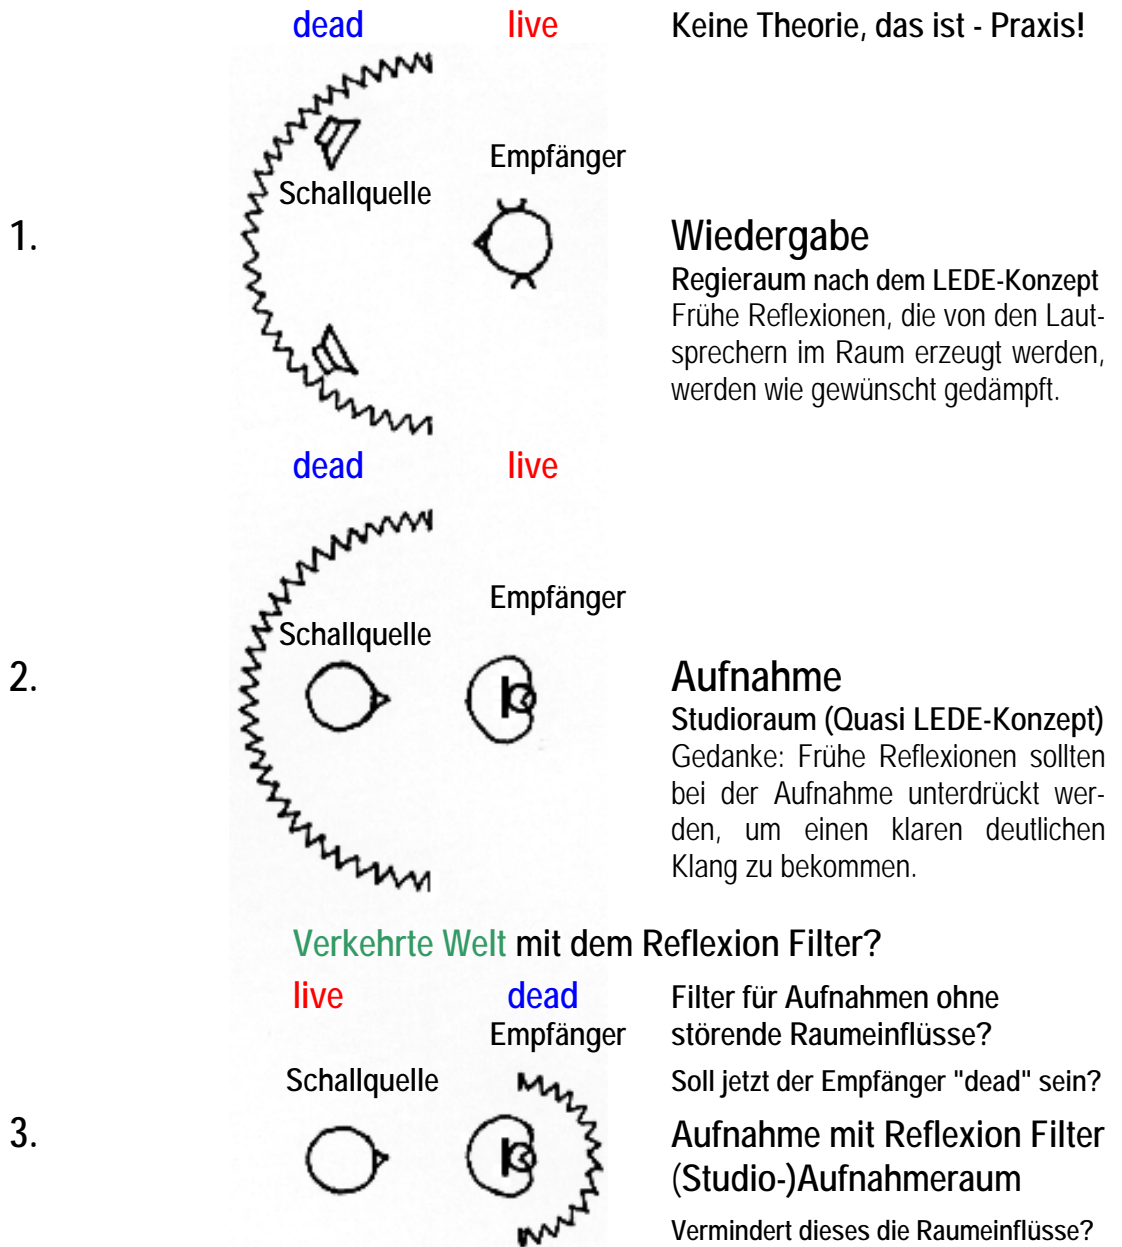 dead live Keine Theorie, das ist - Praxis!
Empfänger
Schallquelle
1. Wiedergabe
Regieraum nach dem LEDE-Konzept
Frühe Reflexionen, die von den Laut-
sprechern im Raum erzeugt werden,
werden wie gewünscht gedämpft.
dead live
Empfänger
Schallquelle
2. Aufnahme
Studioraum (Quasi LEDE-Konzept)
Gedanke: Frühe Reflexionen sollten
bei der Aufnahme unterdrückt wer-
den, um einen klaren deutlichen
Klang zu bekommen.
Verkehrte Welt mit dem Reflexion Filter?
live dead Filter für Aufnahmen ohne
Empfänger störende Raumeinflüsse?
Schallquelle Soll jetzt der Empfänger "dead" sein?
3. Aufnahme mit Reflexion Filter
(Studio-)Aufnahmeraum
Vermindert dieses die Raumeinflüsse?